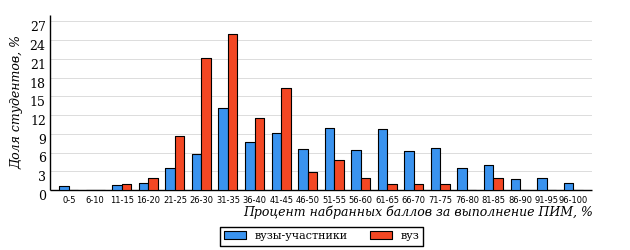 Доля студентов, %
27
24
21
18
15
12
9
6
3
0
0-5 6-10 11-15 16-20 21-25 26-30 31-35 36-40 41-45 46-50 51-55 56-60 61-65 66-70 71-75 76-80 81-85 86-90 91-95 96-100
Процент набранных баллов за выполнение ПИМ, %
вузы-участники вуз